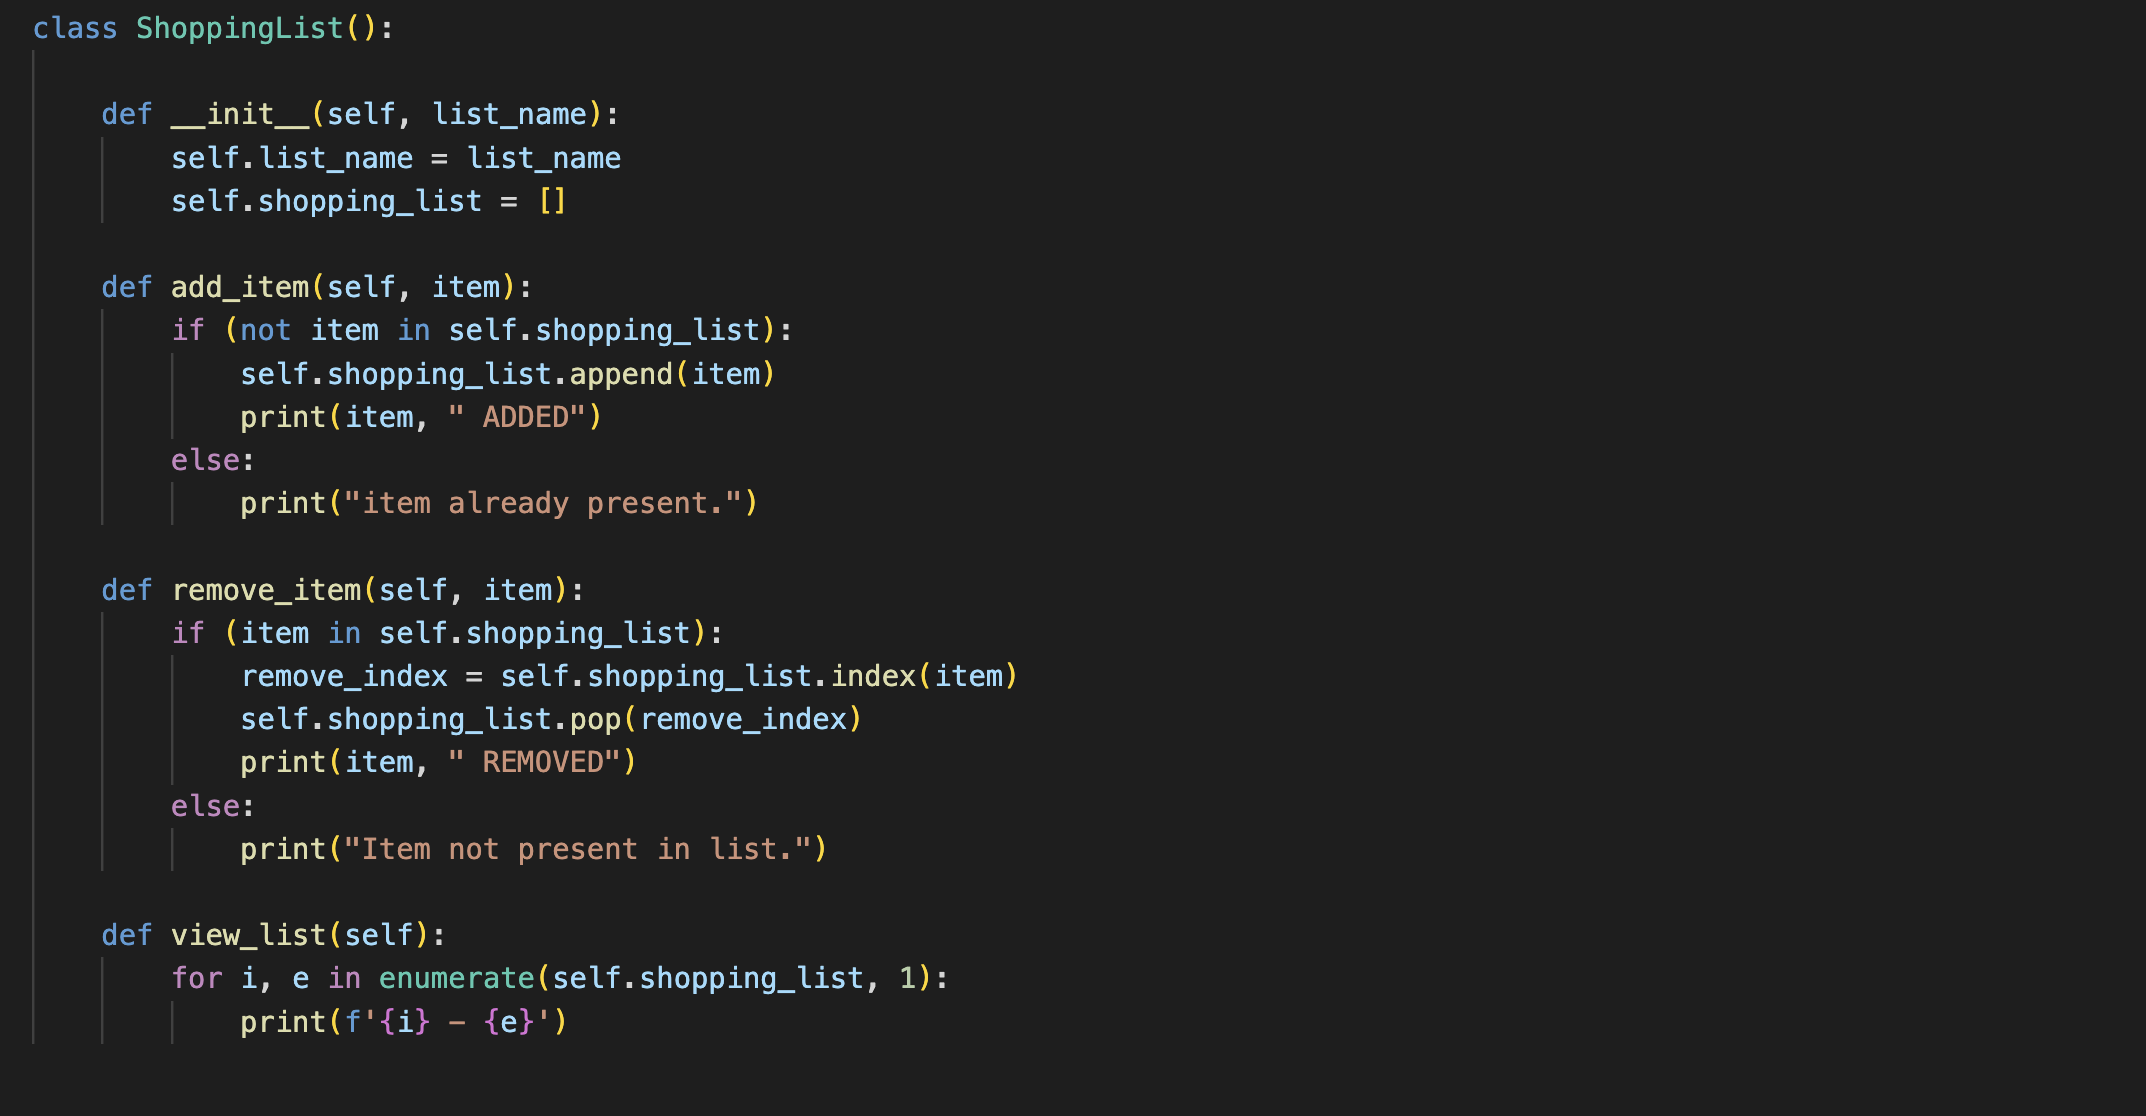 class ShoppingList():
    def __init__(self, list_name):
        self.list_name = list_name
        self.shopping_list = []
    def add_item(self, item):
        if (not item in self.shopping_list):
            self.shopping_list.append(item)
            print(item, " ADDED")
        else:
            print("item already present.")
    def remove_item(self, item):
        if (item in self.shopping_list):
            remove_index = self.shopping_list.index(item)
            self.shopping_list.pop(remove_index)
            print(item, " REMOVED")
        else:
            print("Item not present in list.")
    def view_list(self):
        for i, e in enumerate(self.shopping_list, 1):
            print(f'{i} - {e}')